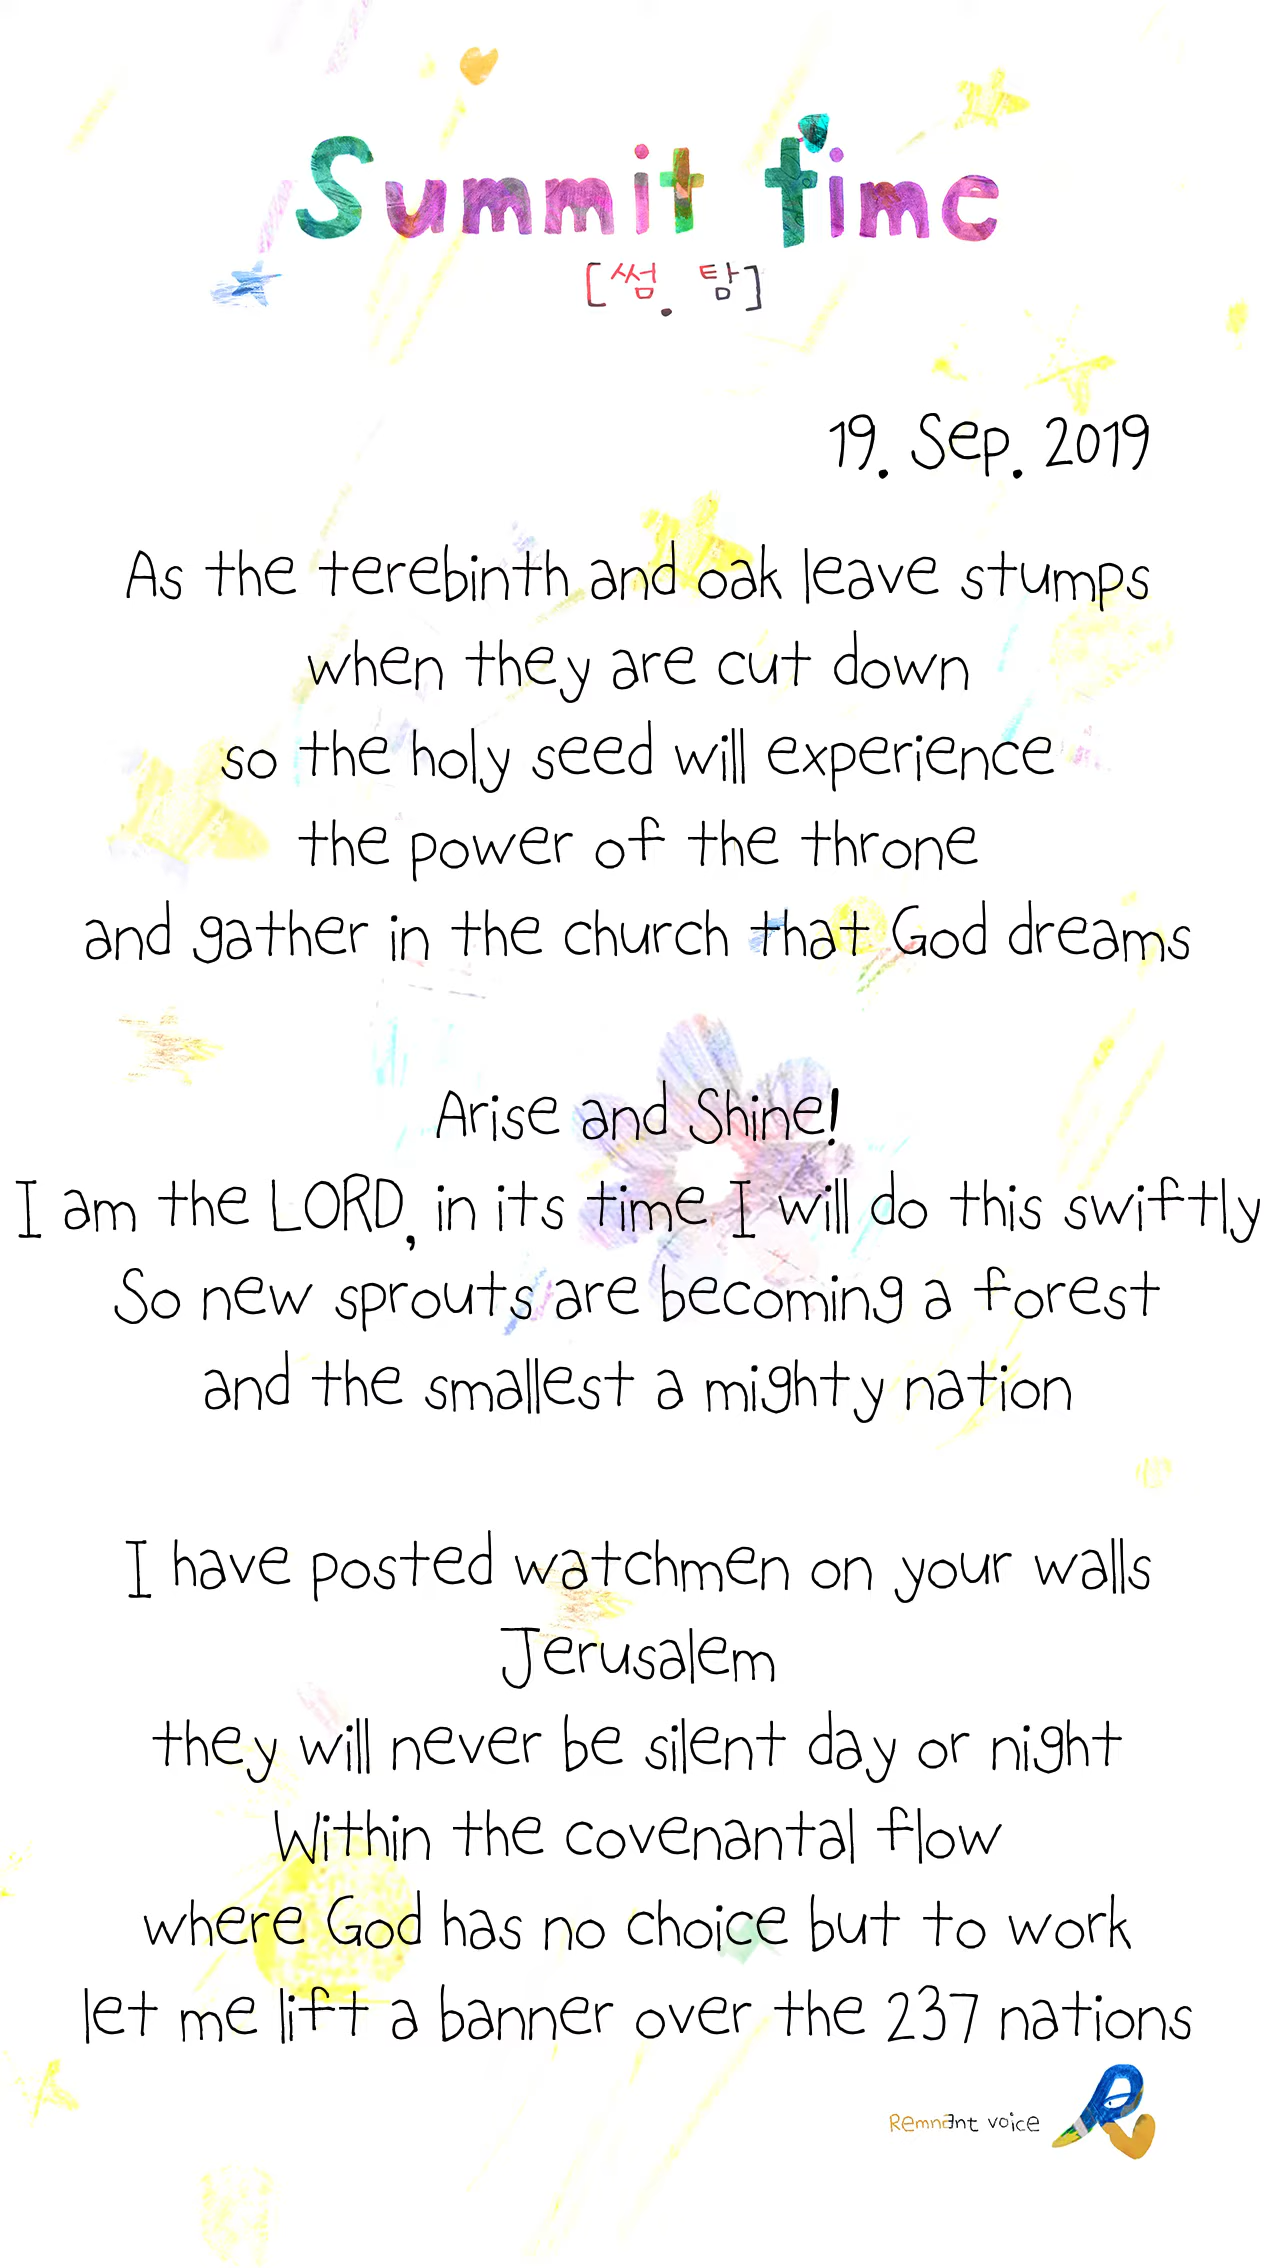 Summit time
[썸. 탐]
19. Sep. 2019
As the terebinth and oak leave stumps
when they are cut down
so the holy seed will experience
the power of the throne
and gather in the church that God dreams
Arise and Shine!
I am the LORD, in its time I will do this swiftly
So new sprouts are becoming a forest
and the smallest a mighty nation
I have posted watchmen on your walls
Jerusalem
they will never be silent day or night
Within the covenantal flow
where God has no choice but to work
let me lift a banner over the 237 nations
Remnant voice